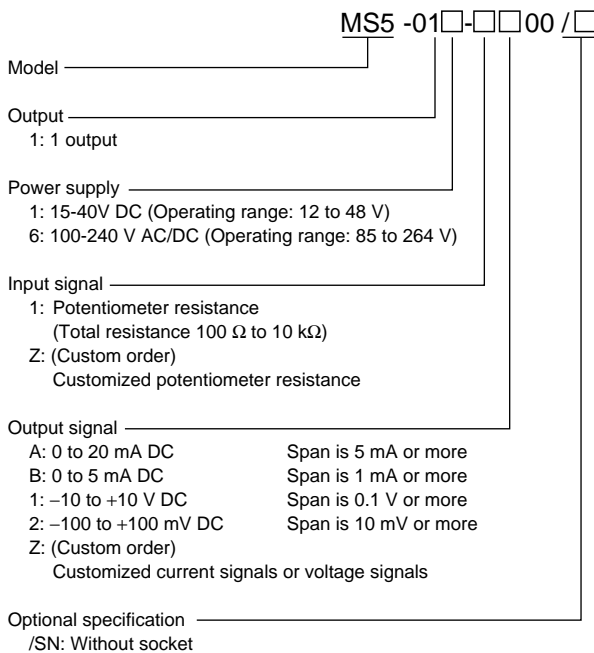 MS5 -01□-□□00 /□
Model
Output
1: 1 output
Power supply
1: 15-40V DC (Operating range: 12 to 48 V)
6: 100-240 V AC/DC (Operating range: 85 to 264 V)
Input signal
1: Potentiometer resistance
(Total resistance 100 Ω to 10 kΩ)
Z: (Custom order)
Customized potentiometer resistance
Output signal
A: 0 to 20 mA DC Span is 5 mA or more
B: 0 to 5 mA DC Span is 1 mA or more
1: −10 to +10 V DC Span is 0.1 V or more
2: −100 to +100 mV DC Span is 10 mV or more
Z: (Custom order)
Customized current signals or voltage signals
Optional specification
/SN: Without socket